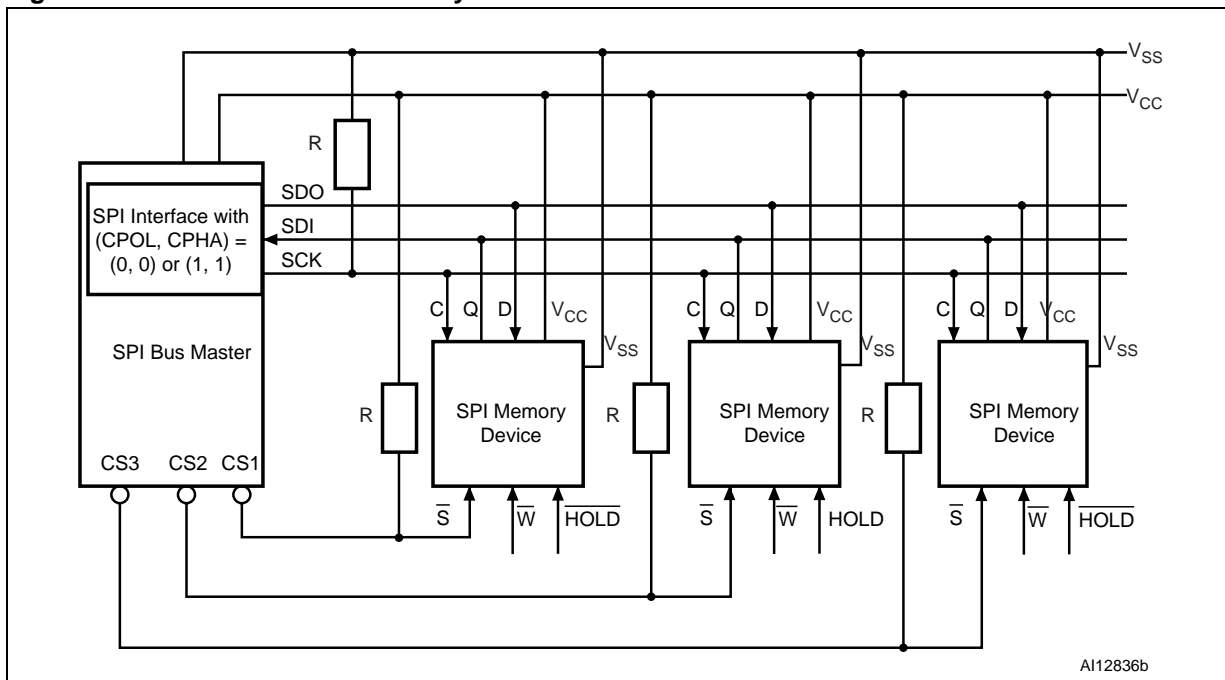 VSS
VCC
R
SDO
SPI Interface with
(CPOL, CPHA) =
(0, 0) or (1, 1)
SDI
SCK
SPI Bus Master
C Q D VCC VSS
C Q D VCC VSS
C Q D VCC VSS
R
SPI Memory
Device
R
SPI Memory
Device
R
SPI Memory
Device
CS3 CS2 CS1
S̅ W̅ H̅O̅L̅D̅
S̅ W̅ HOLD
S̅ W̅ H̅O̅L̅D̅
AI12836b